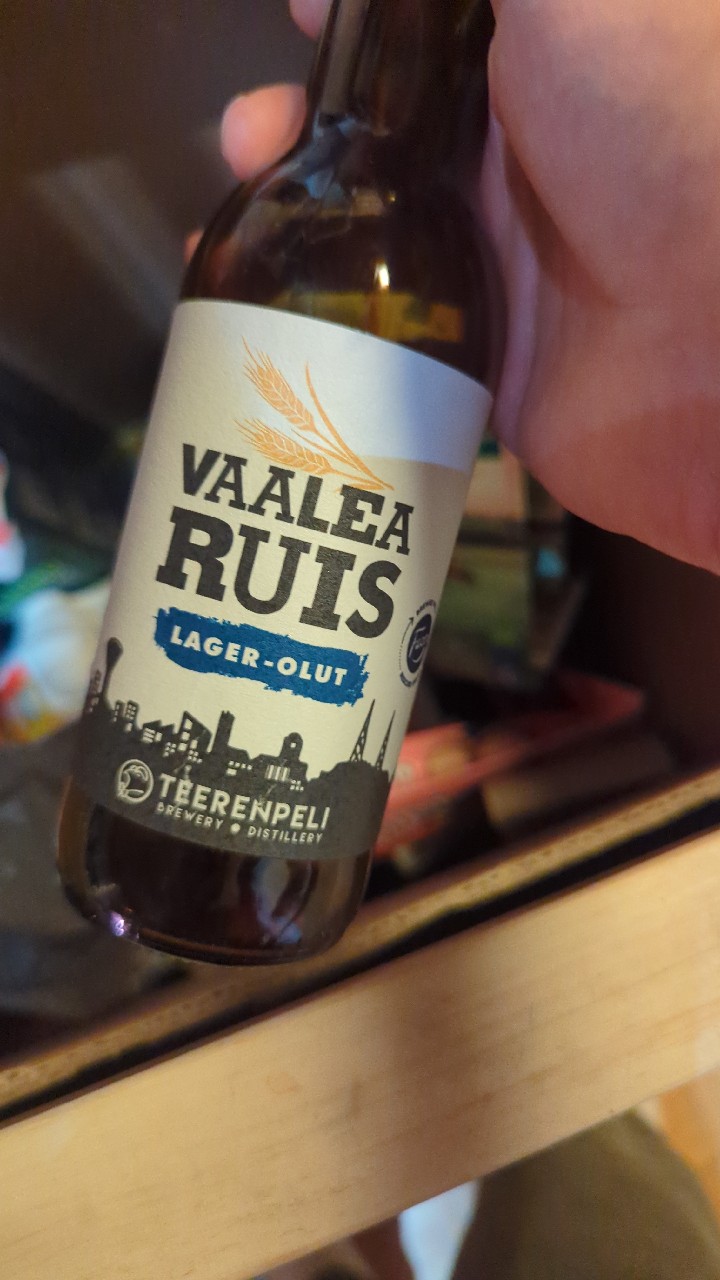 VAALEA
RUIS
LAGER-OLUT
TEERENPELI
BREWERY • DISTILLERY